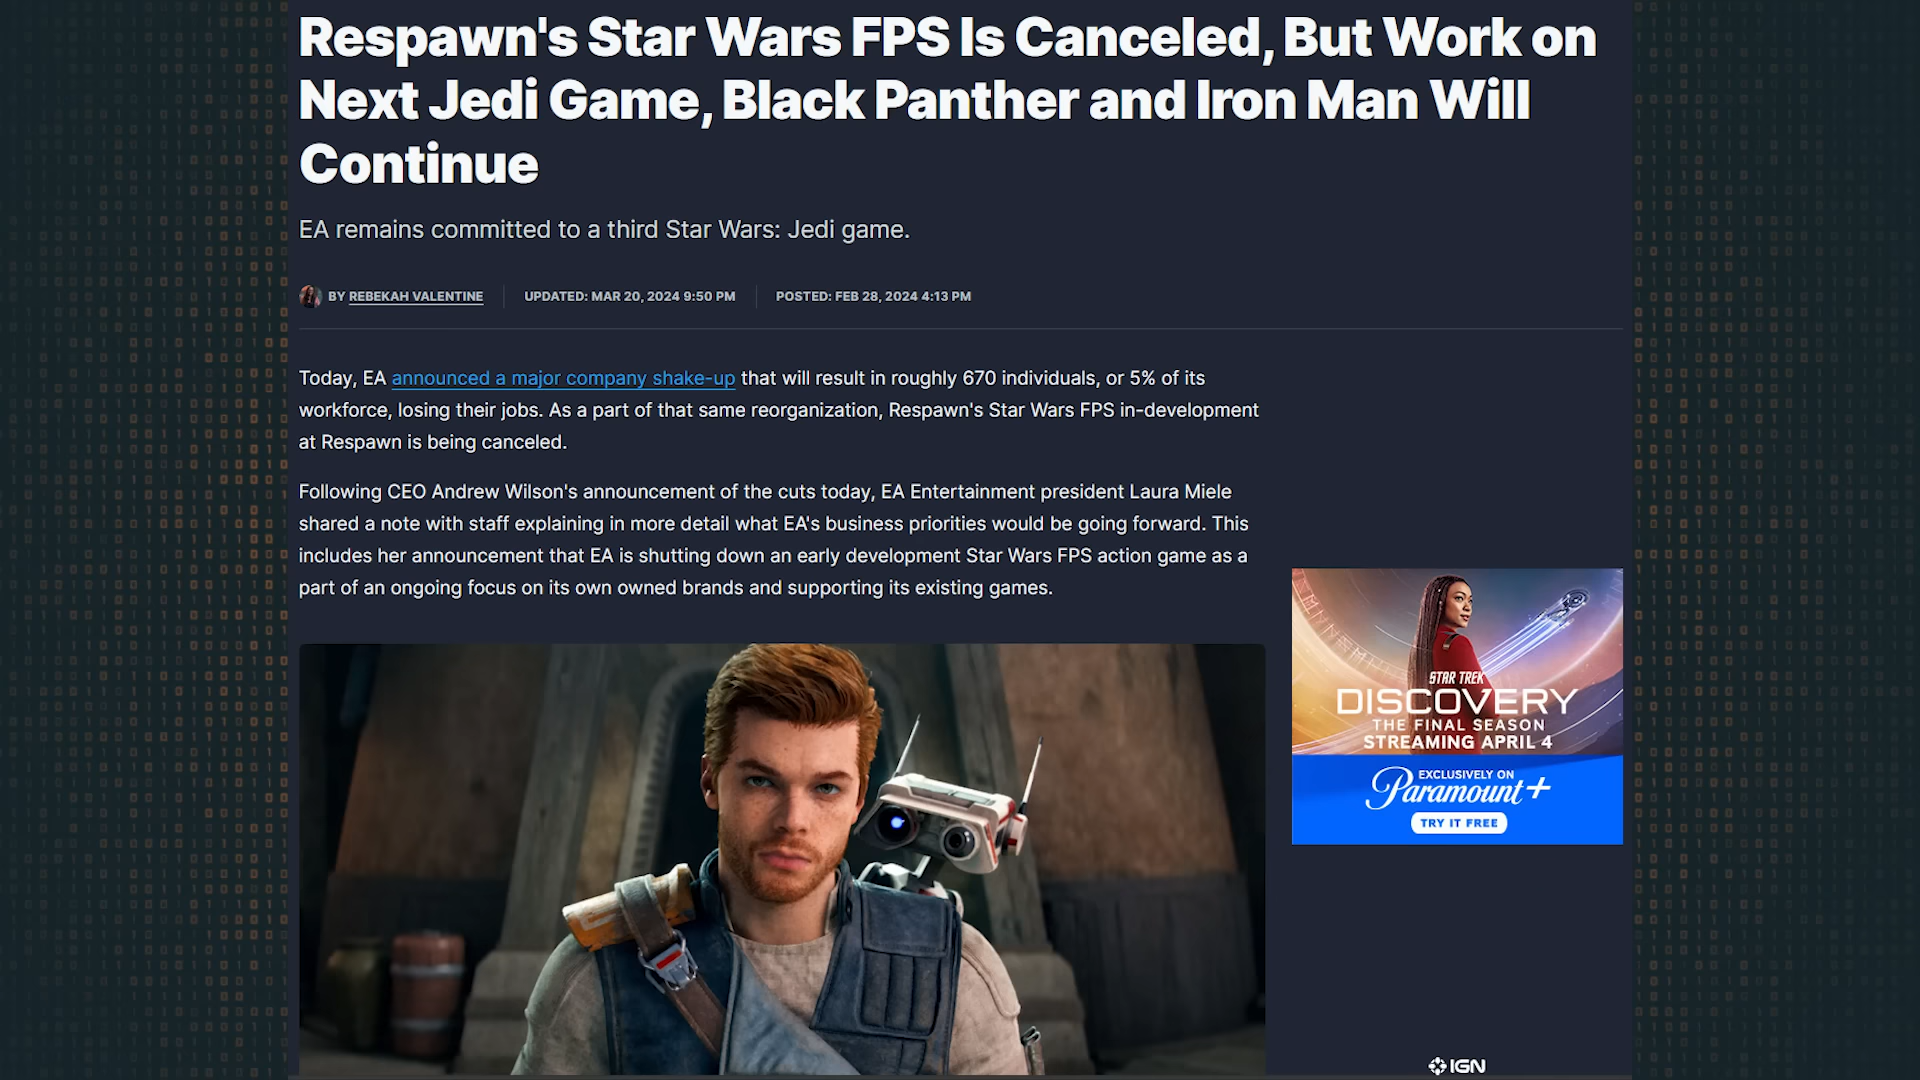 Respawn's Star Wars FPS Is Canceled, But Work on
Next Jedi Game, Black Panther and Iron Man Will
Continue
EA remains committed to a third Star Wars: Jedi game.
BY REBEKAH VALENTINE
UPDATED: MAR 20, 2024 9:50 PM
POSTED: FEB 28, 2024 4:13 PM
Today, EA announced a major company shake-up that will result in roughly 670 individuals, or 5% of its
workforce, losing their jobs. As a part of that same reorganization, Respawn's Star Wars FPS in-development
at Respawn is being canceled.
Following CEO Andrew Wilson's announcement of the cuts today, EA Entertainment president Laura Miele
shared a note with staff explaining in more detail what EA's business priorities would be going forward. This
includes her announcement that EA is shutting down an early development Star Wars FPS action game as a
part of an ongoing focus on its own owned brands and supporting its existing games.
STAR TREK
DISCOVERY
THE FINAL SEASON
STREAMING APRIL 4
EXCLUSIVELY ON
Paramount+
TRY IT FREE
IGN